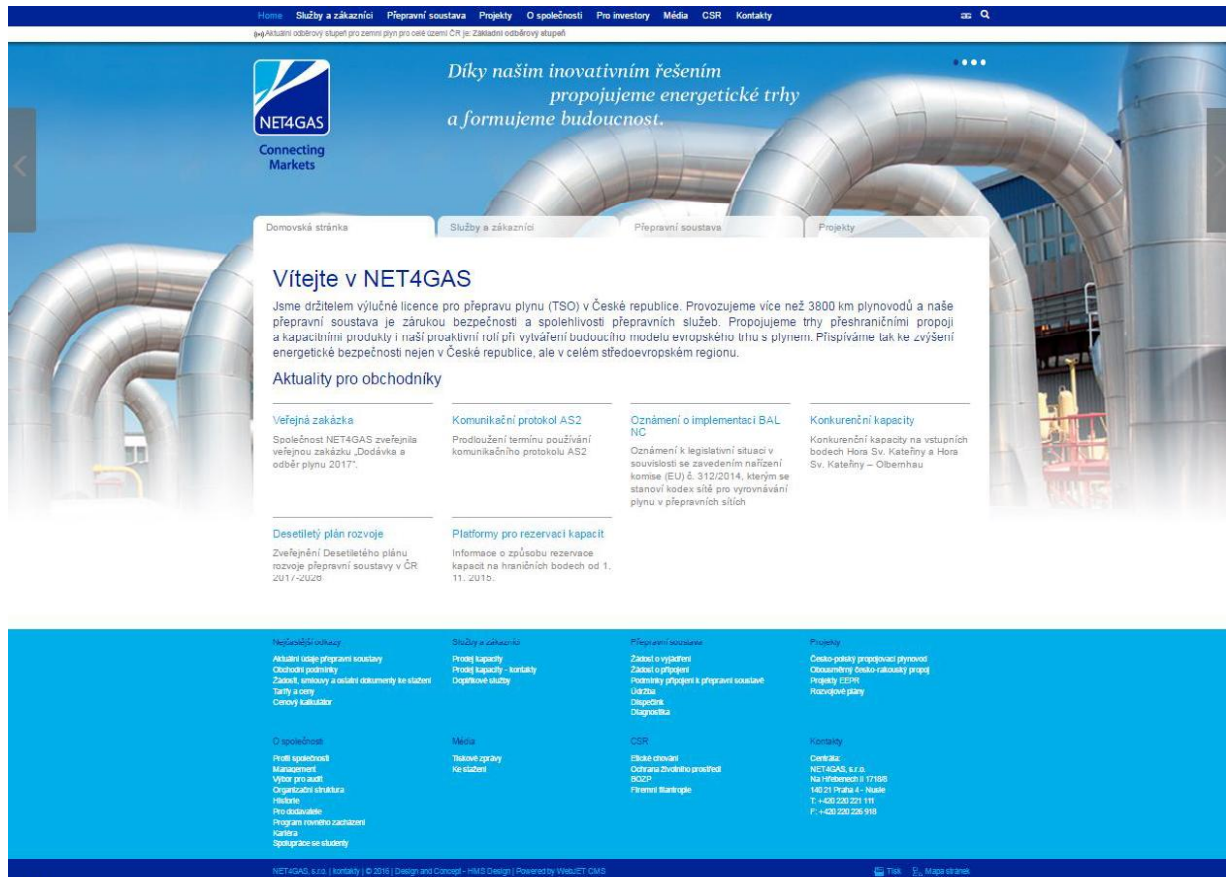 Home Služby a zákazníci Přepravní soustava Projekty O společnosti Pro investory Média CSR Kontakty
Aktuální odběrový stupeň pro zemní plyn pro celé území ČR je: Základní odběrový stupeň
Díky našim inovativním řešením
propojujeme energetické trhy
a formujeme budoucnost.
NET4GAS
Connecting
Markets
Domovská stránka Služby a zákazníci Přepravní soustava Projekty
Vítejte v NET4GAS
Jsme držitelem výlučné licence pro přepravu plynu (TSO) v České republice. Provozujeme více než 3800 km plynovodů a naše
přepravní soustava je zárukou bezpečnosti a spolehlivosti přepravních služeb. Propojujeme trhy přeshraničními propoji
a kapacitními produkty i naší proaktivní rolí při vytváření budoucího modelu evropského trhu s plynem. Přispíváme tak ke zvýšení
energetické bezpečnosti nejen v České republice, ale v celém středoevropském regionu.
Aktuality pro obchodníky
Veřejná zakázka
Společnost NET4GAS zveřejnila
veřejnou zakázku „Dodávka a
odběr plynu 2017“.
Komunikační protokol AS2
Prodloužení termínu používání
komunikačního protokolu AS2
Oznámení o implementaci BAL
NC
Oznámení k legislativní situaci v
souvislosti se zavedením nařízení
komise (EU) č. 312/2014, kterým se
stanoví kodex sítě pro vyrovnávání
plynu v přepravních sítích
Konkurenční kapacity
Konkurenční kapacity na vstupních
bodech Hora Sv. Kateřiny a Hora
Sv. Kateřiny – Olbernhau
Desetiletý plán rozvoje
Zveřejnění Desetiletého plánu
rozvoje přepravní soustavy v ČR
2017-2026
Platformy pro rezervaci kapacit
Informace o způsobu rezervace
kapacit na hraničních bodech od 1.
11. 2015.
Nejčastější odkazy
Aktuální údaje přepravní soustavy
Obchodní podmínky
Žádosti, smlouvy a ostatní dokumenty ke stažení
Tarify a ceny
Cenový kalkulátor
Služby a zákazníci
Prodej kapacity
Prodej kapacity - kontakty
Doplňkové služby
Přepravní soustava
Žádost o vyjádření
Žádost o připojení
Podmínky připojení k přepravní soustavě
Údržba
Dispečink
Diagnostika
Projekty
Česko-polský propojovací plynovod
Obousměrný česko-rakouský propoj
Projekty EEPR
Rozvojové plány
O společnosti
Profil společnosti
Management
Výbor pro audit
Organizační struktura
Historie
Pro dodavatele
Program rovného zacházení
Kariéra
Spolupráce se studenty
Média
Tiskové zprávy
Ke stažení
CSR
Etické chování
Ochrana životního prostředí
BOZP
Firemní filantropie
Kontakty
Centrála:
NET4GAS, s.r.o.
Na Hřebenech II 1718/8
140 21 Praha 4 - Nusle
T: +420 220 221 111
F: +420 220 226 918
NET4GAS, s.r.o. | kontakty | © 2016 | Design and Concept - HMS Design | Powered by WebJET CMS Tisk Mapa stránek